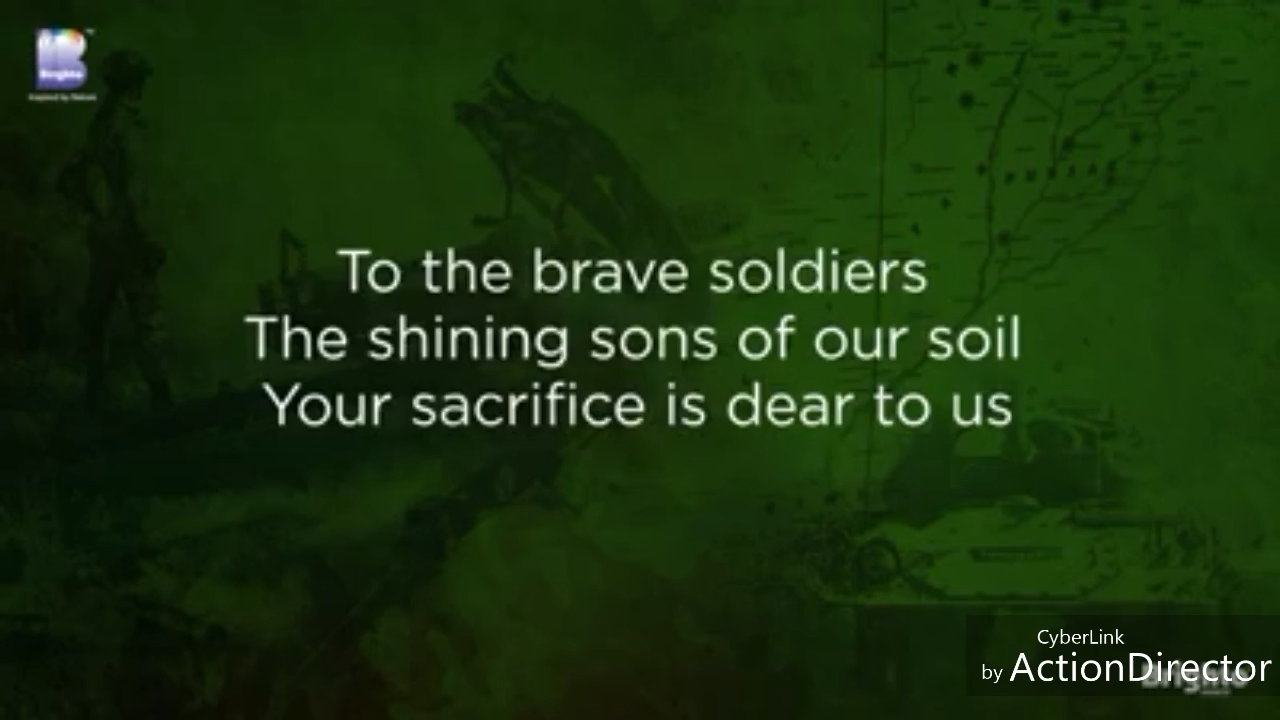 Brighto
To the brave soldiers
The shining sons of our soil
Your sacrifice is dear to us
CyberLink
by ActionDirector